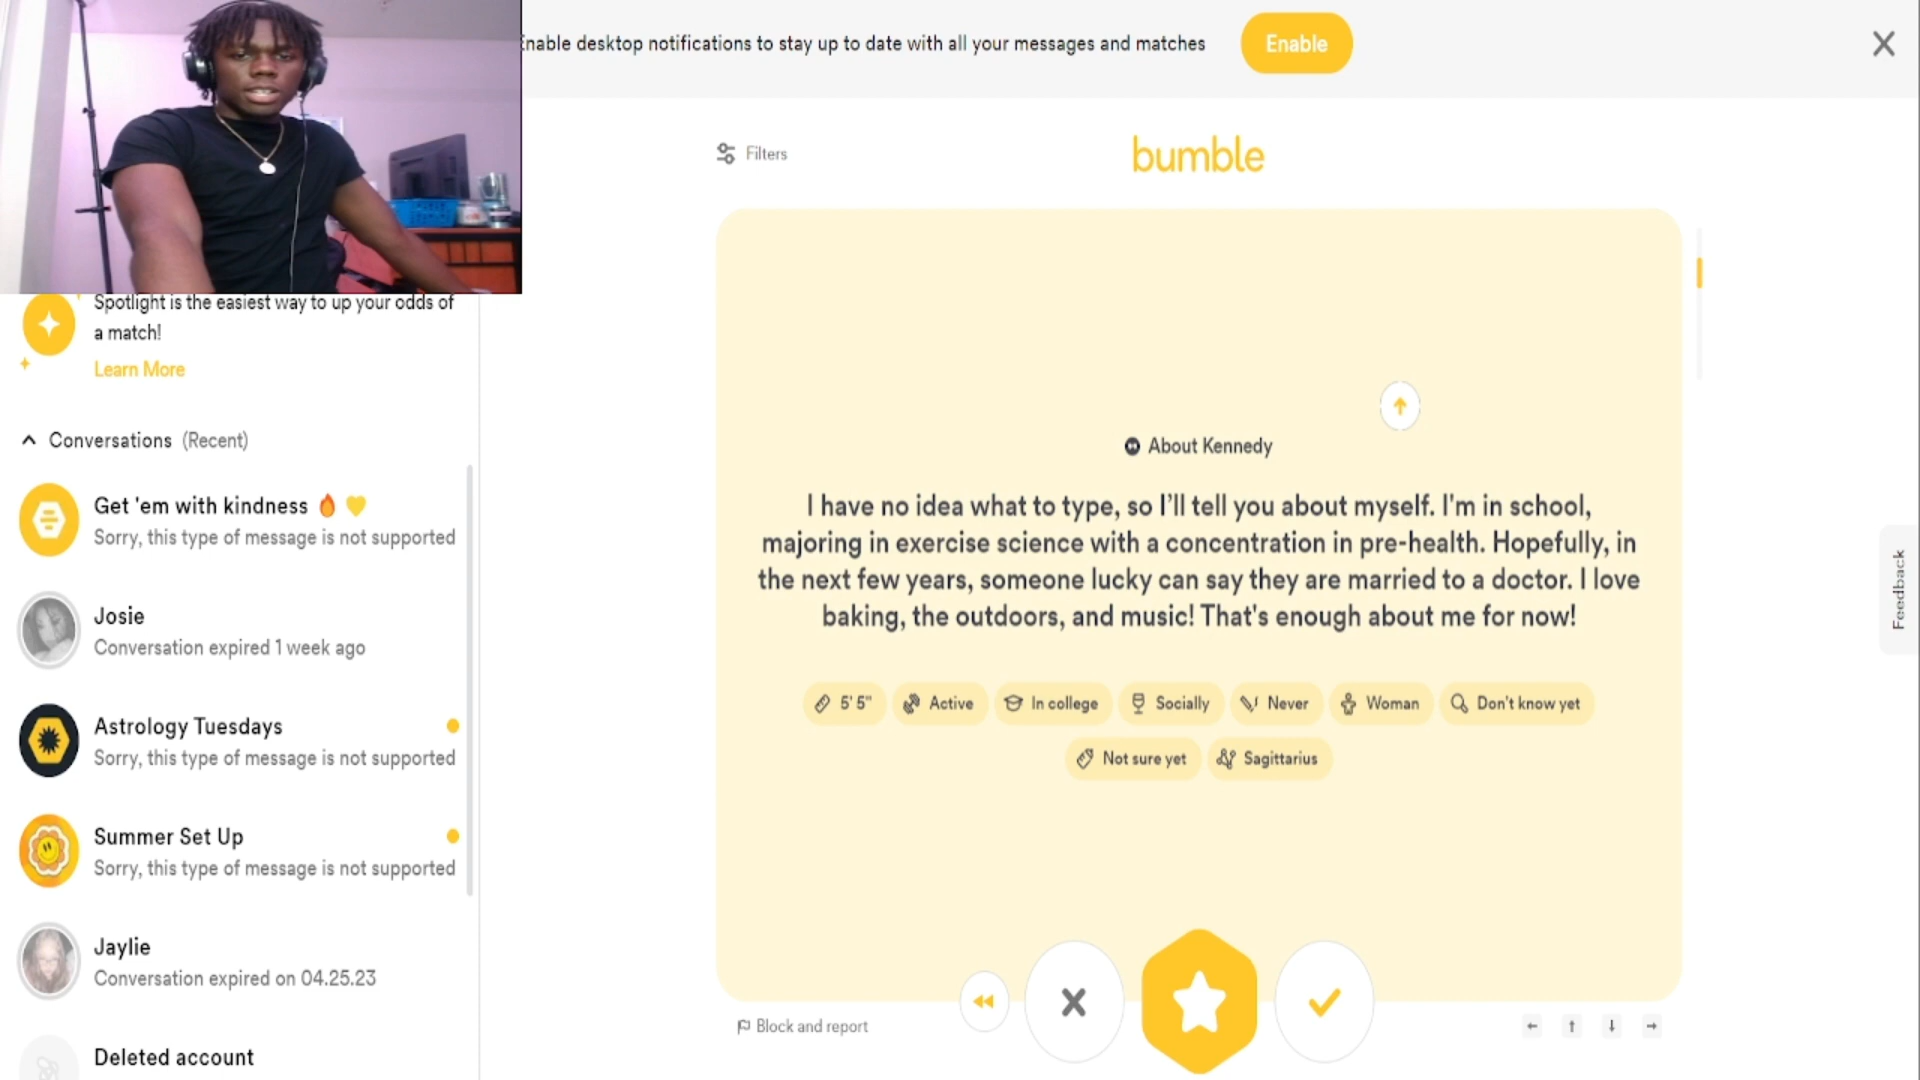 Enable desktop notifications to stay up to date with all your messages and matches
Enable
Filters
bumble
Spotlight is the easiest way to up your odds of
a match!
Learn More
Conversations (Recent)
Get 'em with kindness 🔥 💛
Sorry, this type of message is not supported
Josie
Conversation expired 1 week ago
Astrology Tuesdays
Sorry, this type of message is not supported
Summer Set Up
Sorry, this type of message is not supported
Jaylie
Conversation expired on 04.25.23
Deleted account
About Kennedy
I have no idea what to type, so I’ll tell you about myself. I'm in school,
majoring in exercise science with a concentration in pre-health. Hopefully, in
the next few years, someone lucky can say they are married to a doctor. I love
baking, the outdoors, and music! That's enough about me for now!
5' 5" Active In college Socially Never Woman Don't know yet
Not sure yet Sagittarius
Block and report
Feedback